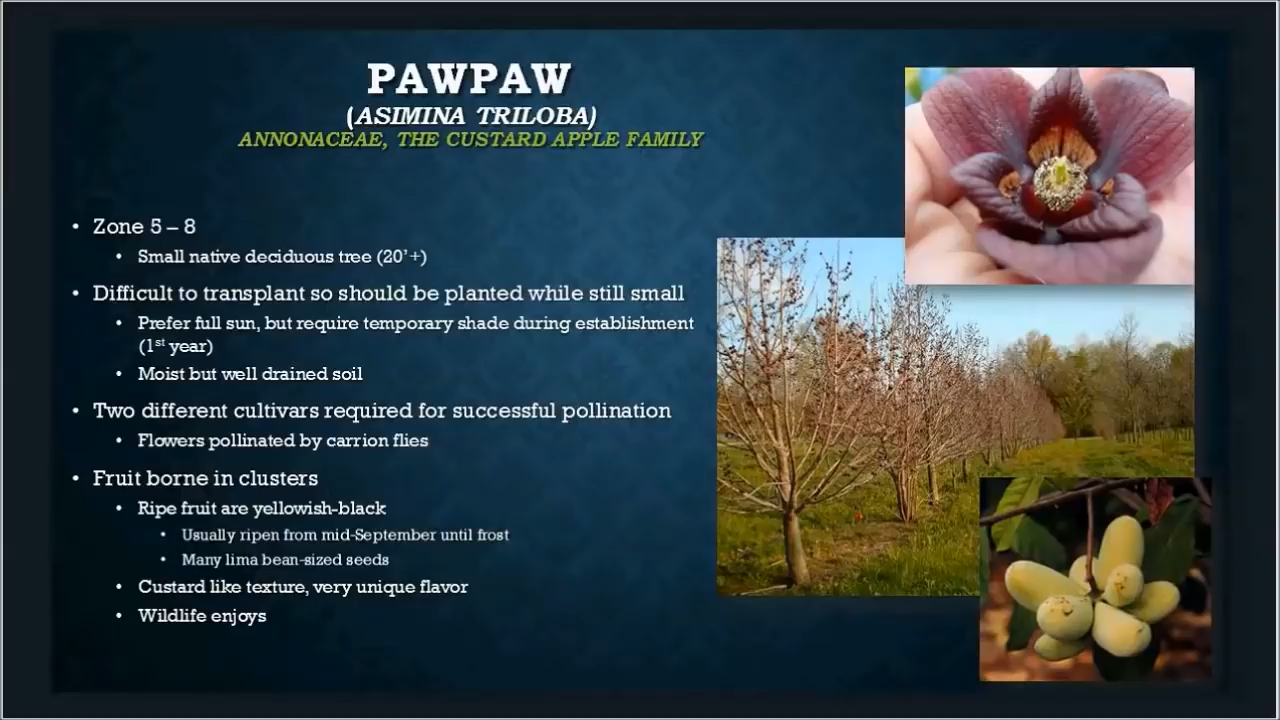 PAWPAW
(ASIMINA TRILOBA)
ANNONACEAE, THE CUSTARD APPLE FAMILY
• Zone 5 – 8
• Small native deciduous tree (20'+)
• Difficult to transplant so should be planted while still small
• Prefer full sun, but require temporary shade during establishment
(1st year)
• Moist but well drained soil
• Two different cultivars required for successful pollination
• Flowers pollinated by carrion flies
• Fruit borne in clusters
• Ripe fruit are yellowish-black
• Usually ripen from mid-September until frost
• Many lima bean-sized seeds
• Custard like texture, very unique flavor
• Wildlife enjoys